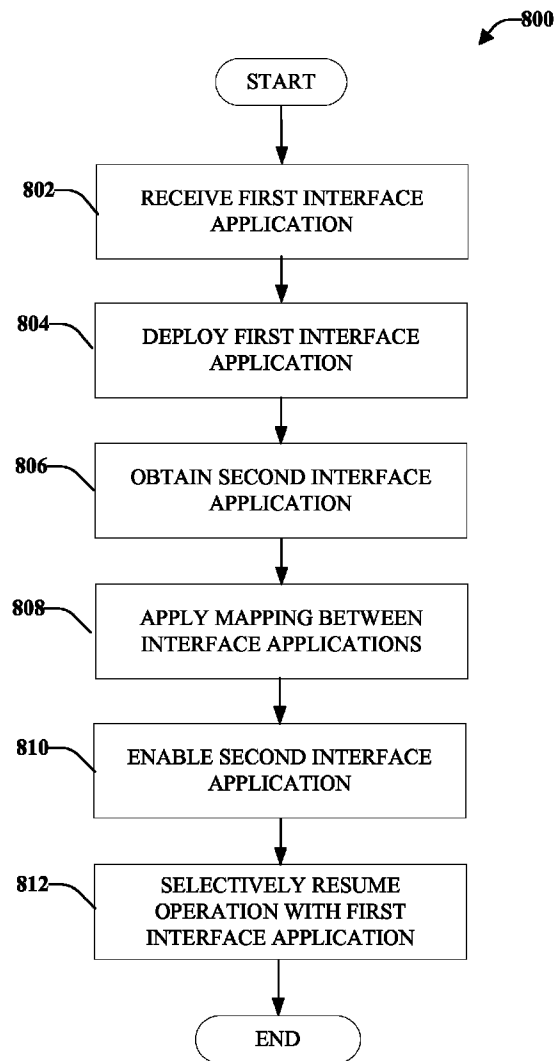 800
START
802
RECEIVE FIRST INTERFACE
APPLICATION
804
DEPLOY FIRST INTERFACE
APPLICATION
806
OBTAIN SECOND INTERFACE
APPLICATION
808
APPLY MAPPING BETWEEN
INTERFACE APPLICATIONS
810
ENABLE SECOND INTERFACE
APPLICATION
812
SELECTIVELY RESUME
OPERATION WITH FIRST
INTERFACE APPLICATION
END